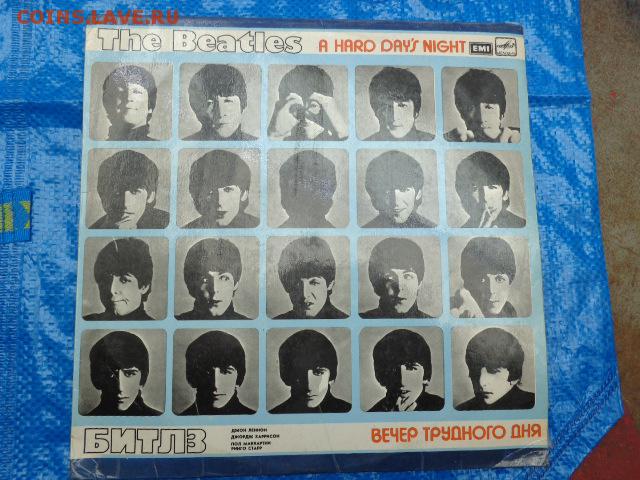 COINS.LAVE.RU
The Beatles A HARD DAY'S NIGHT EMI
БИТЛЗ
ДЖОН ЛЕННОН
ДЖОРДЖ ХАРРИСОН
ПОЛ МАККАРТНИ
РИНГО СТАРР
ВЕЧЕР ТРУДНОГО ДНЯ